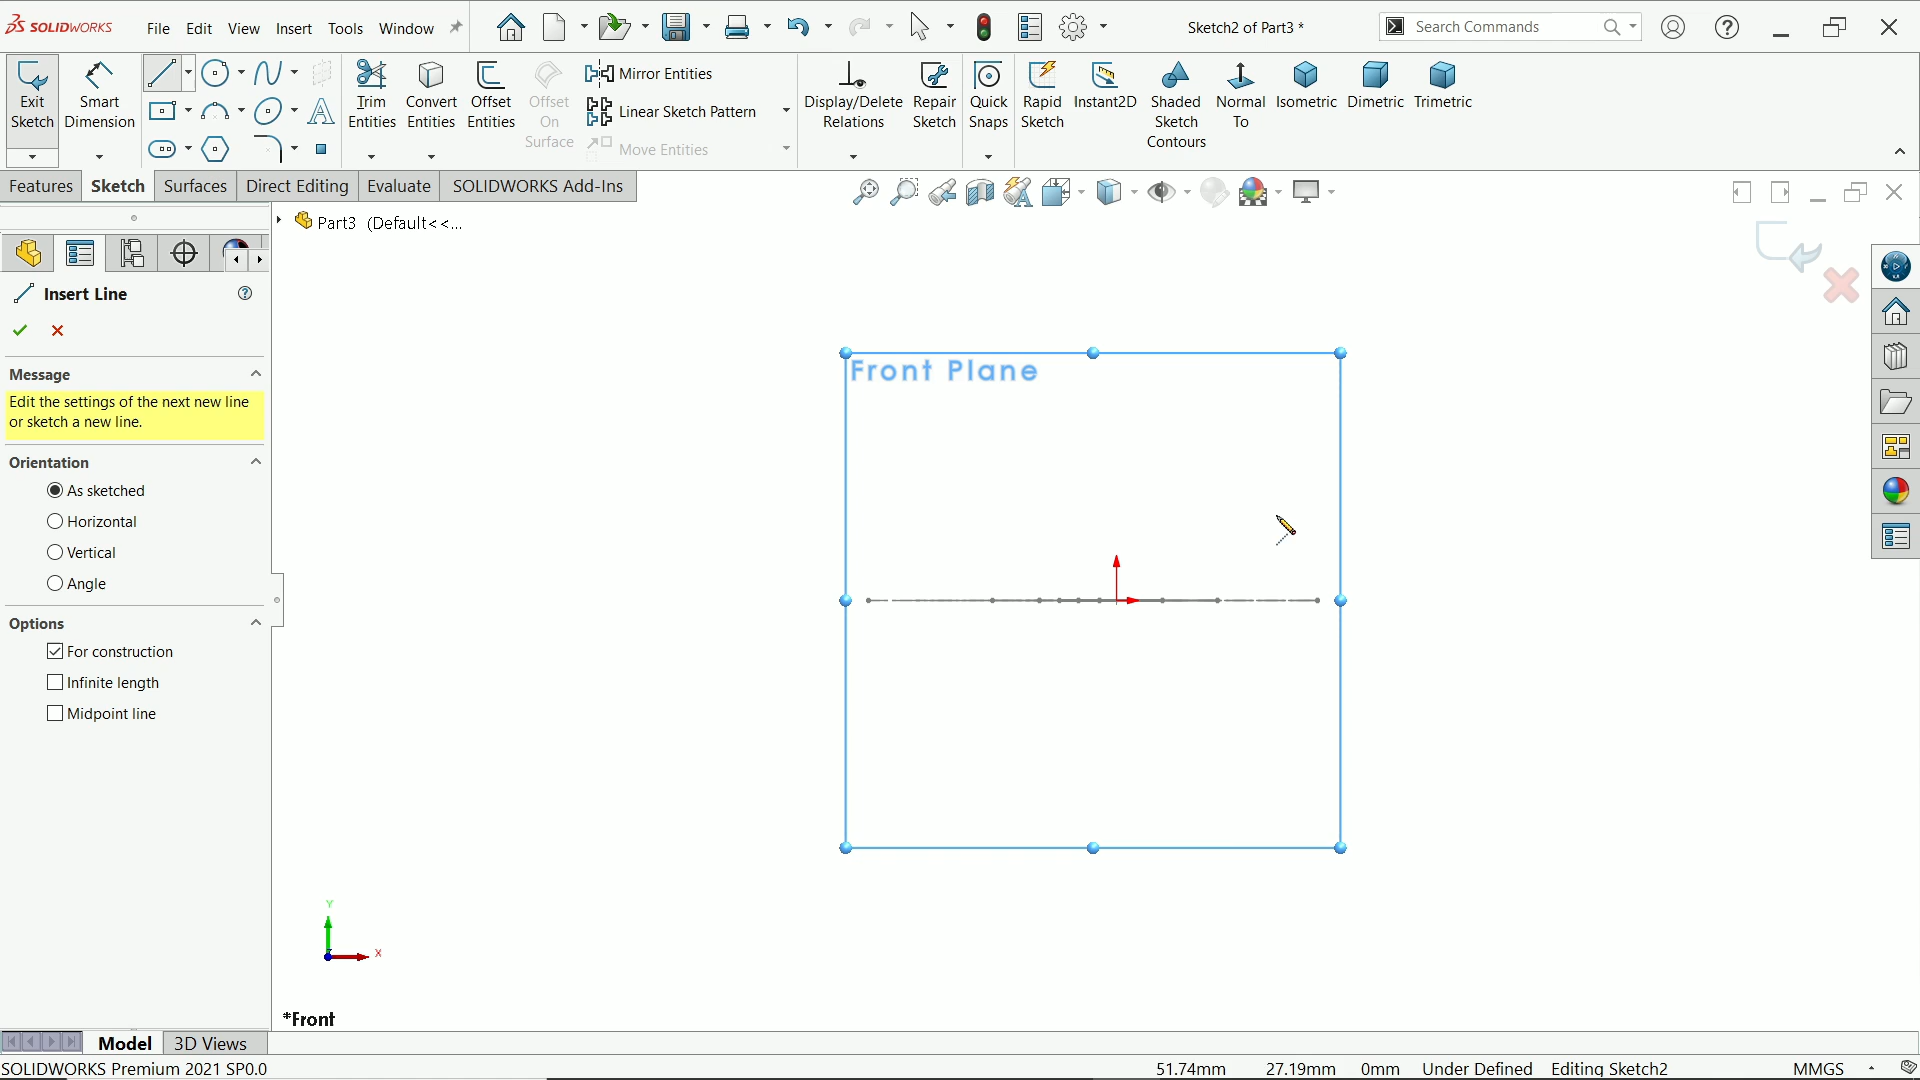 SOLIDWORKS
File Edit View Insert Tools Window
Sketch2 of Part3 *
Search Commands
Exit Sketch
Smart Dimension
Trim Entities
Convert Entities
Offset Entities
Offset On Surface
Mirror Entities
Linear Sketch Pattern
Move Entities
Display/Delete Relations
Repair Sketch
Quick Snaps
Rapid Sketch
Instant2D
Shaded Sketch Contours
Normal To
Isometric
Dimetric
Trimetric
Features Sketch Surfaces Direct Editing Evaluate SOLIDWORKS Add-Ins
Part3 (Default<<...
Insert Line
Message
Edit the settings of the next new line
or sketch a new line.
Orientation
As sketched
Horizontal
Vertical
Angle
Options
For construction
Infinite length
Midpoint line
Front Plane
Y
X
*Front
Model 3D Views
SOLIDWORKS Premium 2021 SP0.0
51.74mm 27.19mm 0mm Under Defined Editing Sketch2 MMGS